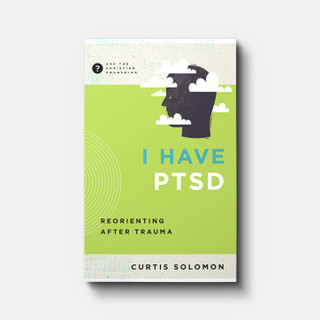 ?
ASK THE
CHRISTIAN
COUNSELOR
I HAVE
PTSD
REORIENTING
AFTER TRAUMA
CURTIS SOLOMON